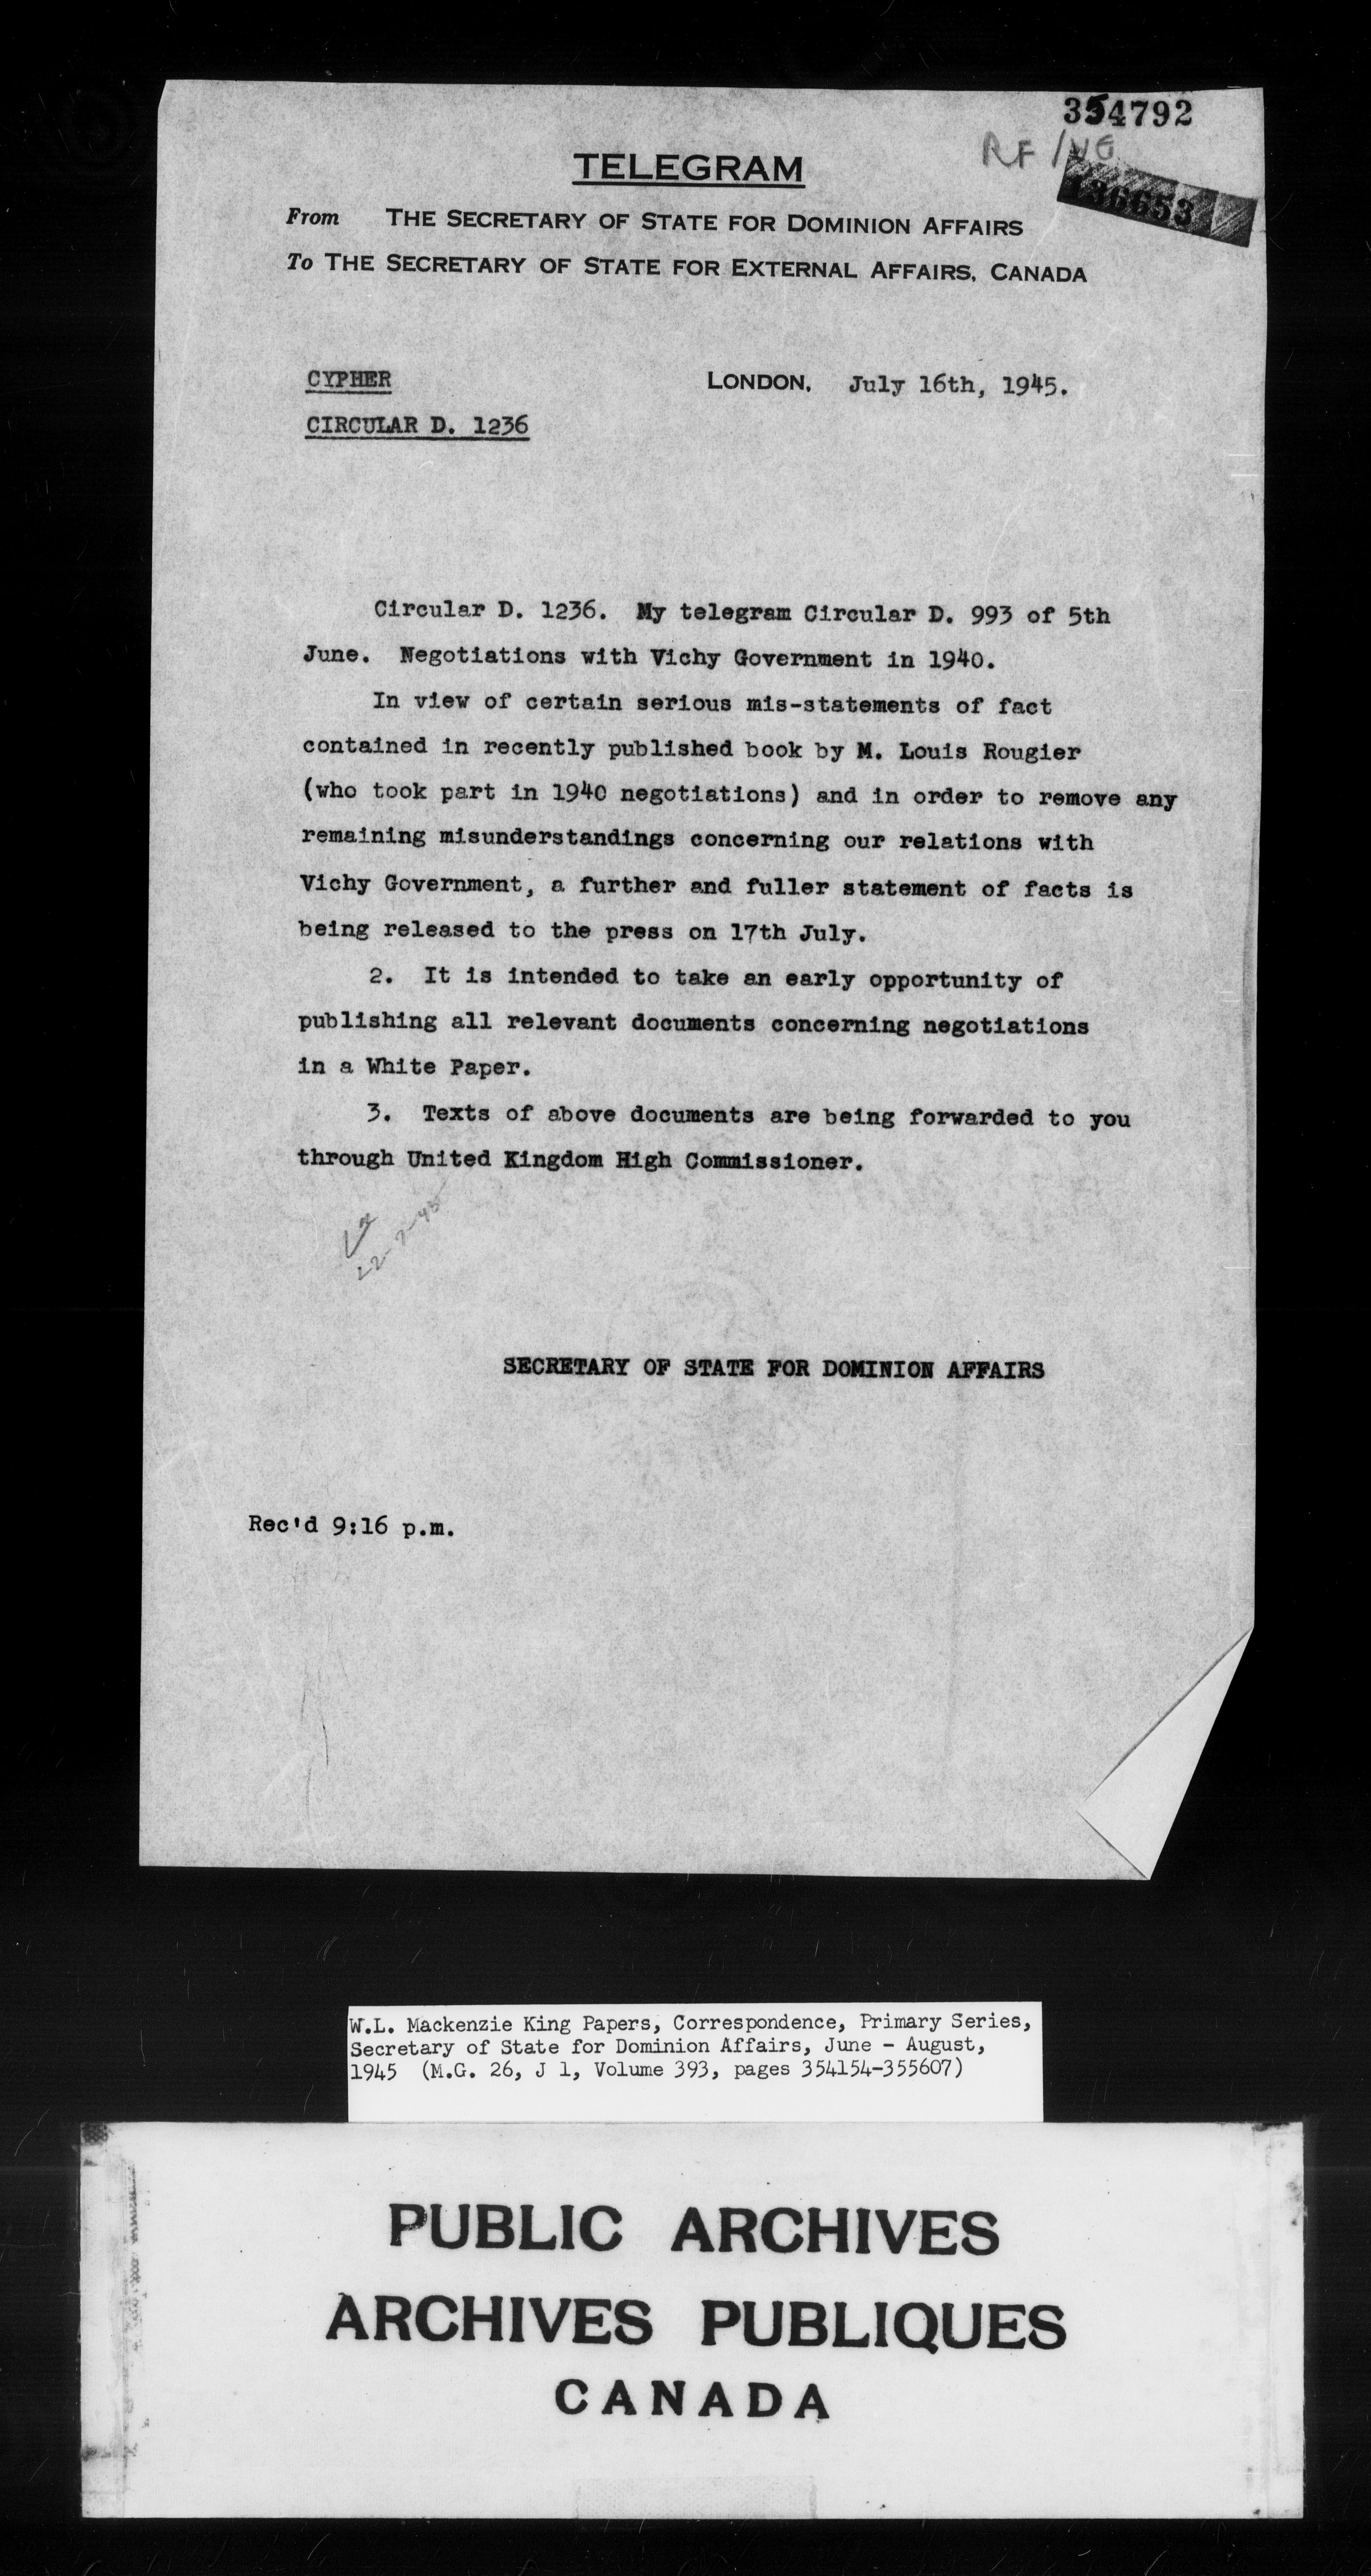 354792
RF /
136653
TELEGRAM
From THE SECRETARY OF STATE FOR DOMINION AFFAIRS
To THE SECRETARY OF STATE FOR EXTERNAL AFFAIRS, CANADA
CYPHER LONDON, July 16th, 1945.
CIRCULAR D. 1236
Circular D. 1236. My telegram Circular D. 993 of 5th
June. Negotiations with Vichy Government in 1940.
In view of certain serious mis-statements of fact
contained in recently published book by M. Louis Rougier
(who took part in 1940 negotiations) and in order to remove any
remaining misunderstandings concerning our relations with
Vichy Government, a further and fuller statement of facts is
being released to the press on 17th July.
2. It is intended to take an early opportunity of
publishing all relevant documents concerning negotiations
in a White Paper.
3. Texts of above documents are being forwarded to you
through United Kingdom High Commissioner.
22-7-45
SECRETARY OF STATE FOR DOMINION AFFAIRS
Rec'd 9:16 p.m.
W.L. Mackenzie King Papers, Correspondence, Primary Series,
Secretary of State for Dominion Affairs, June - August,
1945 (M.G. 26, J 1, Volume 393, pages 354154-355607)
PUBLIC ARCHIVES
ARCHIVES PUBLIQUES
CANADA